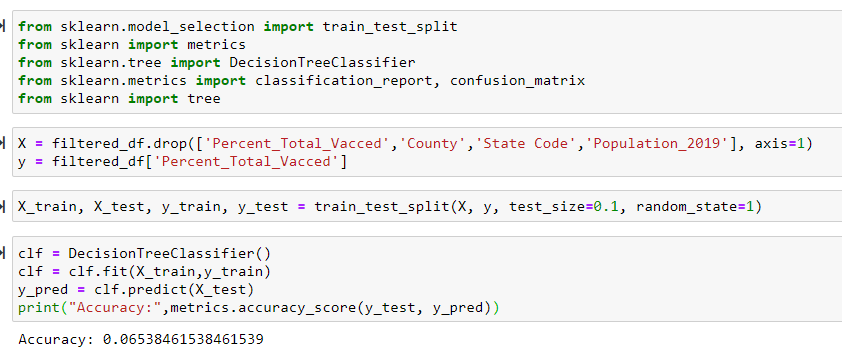 from sklearn.model_selection import train_test_split
from sklearn import metrics
from sklearn.tree import DecisionTreeClassifier
from sklearn.metrics import classification_report, confusion_matrix
from sklearn import tree
X = filtered_df.drop(['Percent_Total_Vacced','County','State Code','Population_2019'], axis=1)
y = filtered_df['Percent_Total_Vacced']
X_train, X_test, y_train, y_test = train_test_split(X, y, test_size=0.1, random_state=1)
clf = DecisionTreeClassifier()
clf = clf.fit(X_train,y_train)
y_pred = clf.predict(X_test)
print("Accuracy:",metrics.accuracy_score(y_test, y_pred))
Accuracy: 0.06538461538461539